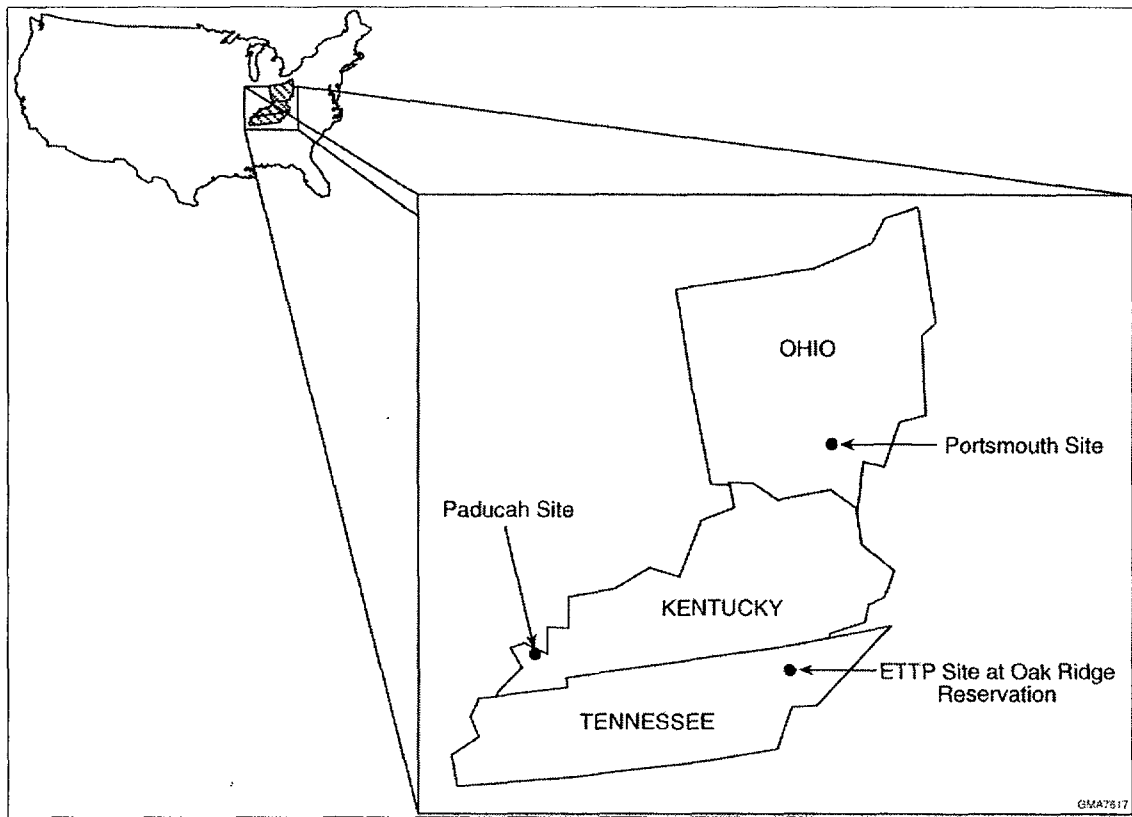 OHIO
Portsmouth Site
Paducah Site
KENTUCKY
ETTP Site at Oak Ridge
Reservation
TENNESSEE
GMA7617